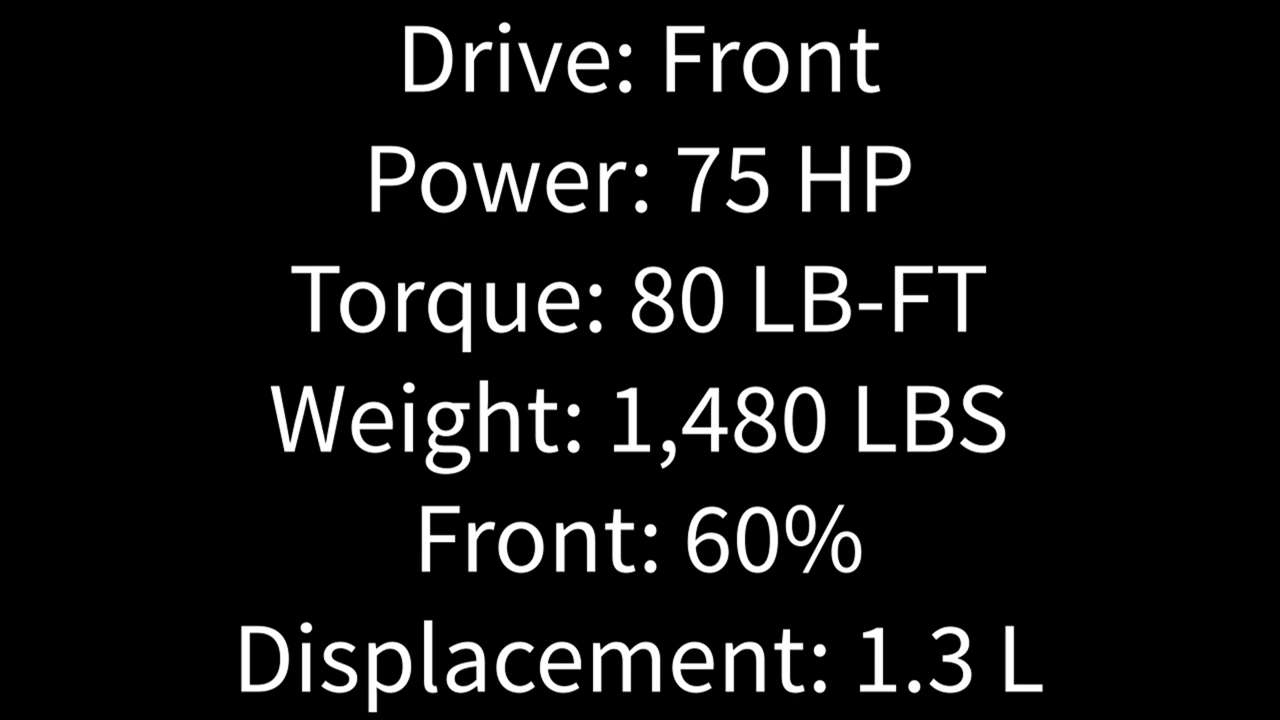 Drive: Front
Power: 75 HP
Torque: 80 LB-FT
Weight: 1,480 LBS
Front: 60%
Displacement: 1.3 L